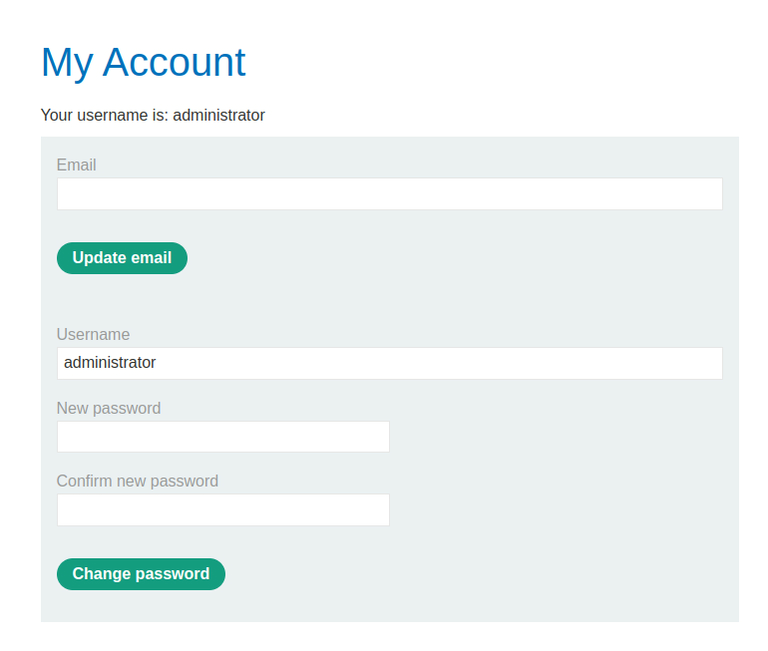 My Account
Your username is: administrator
Email
Update email
Username
administrator
New password
Confirm new password
Change password